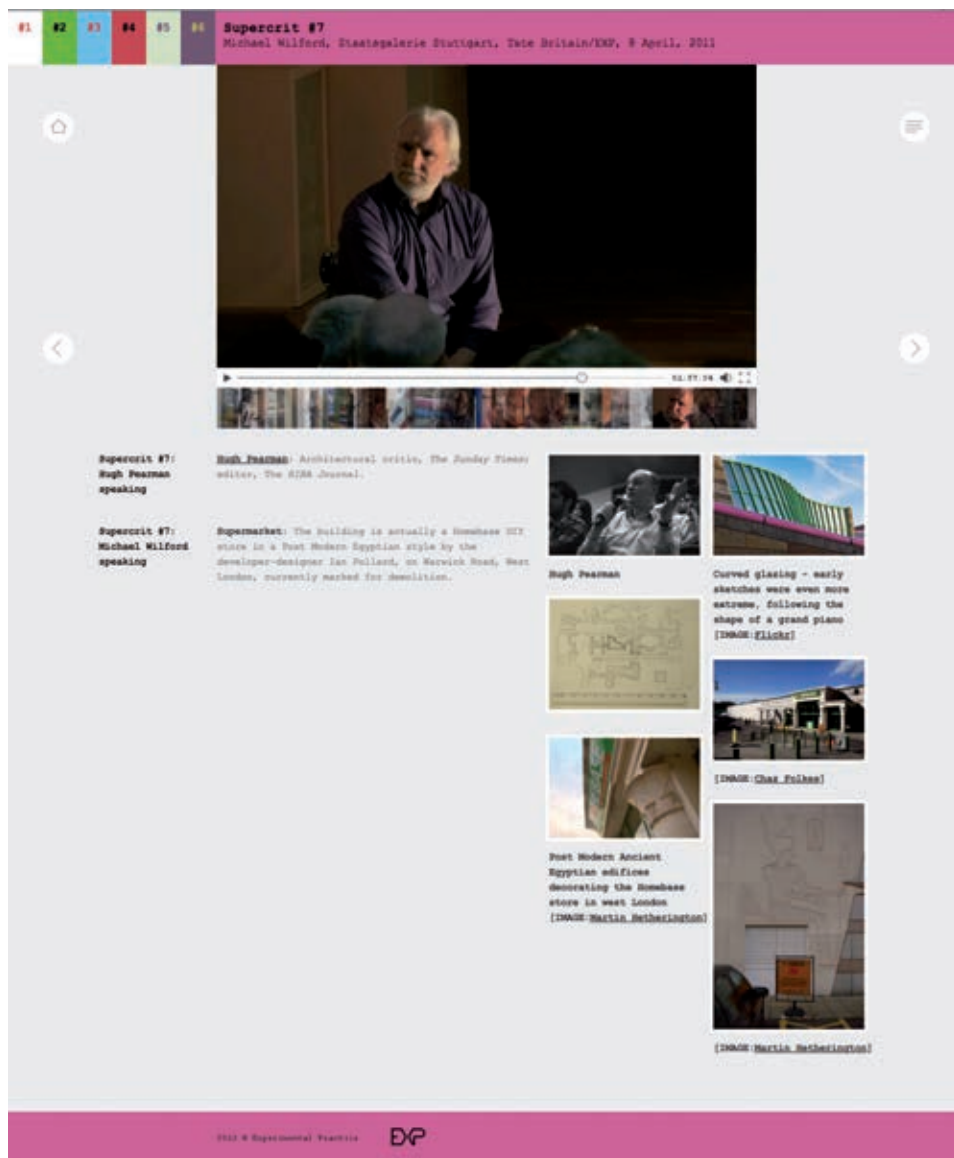 #1 #2 #3 #4 #5 #6
Supercrit #7
Michael Wilford, Staatsgalerie Stuttgart, Tate Britain/EXP, 8 April, 2011
Supercrit #7:
Hugh Pearman
speaking
Hugh Pearman: Architectural critic, The Sunday Times;
editor, The RIBA Journal.
Supercrit #7:
Michael Wilford
speaking
Supermarket: The building is actually a Homebase DIY
store in a Post Modern Egyptian style by the
developer-designer Ian Pollard, on Warwick Road, West
London, currently marked for demolition.
Hugh Pearman
Curved glazing - early
sketches were even more
extreme, following the
shape of a grand piano
[IMAGE:Flickr]
[IMAGE:Chaz Folkes]
Post Modern Ancient
Egyptian edifices
decorating the Homebase
store in west London
[IMAGE:Martin Hetherington]
[IMAGE:Martin Hetherington]
© Experimental Practice
EXP